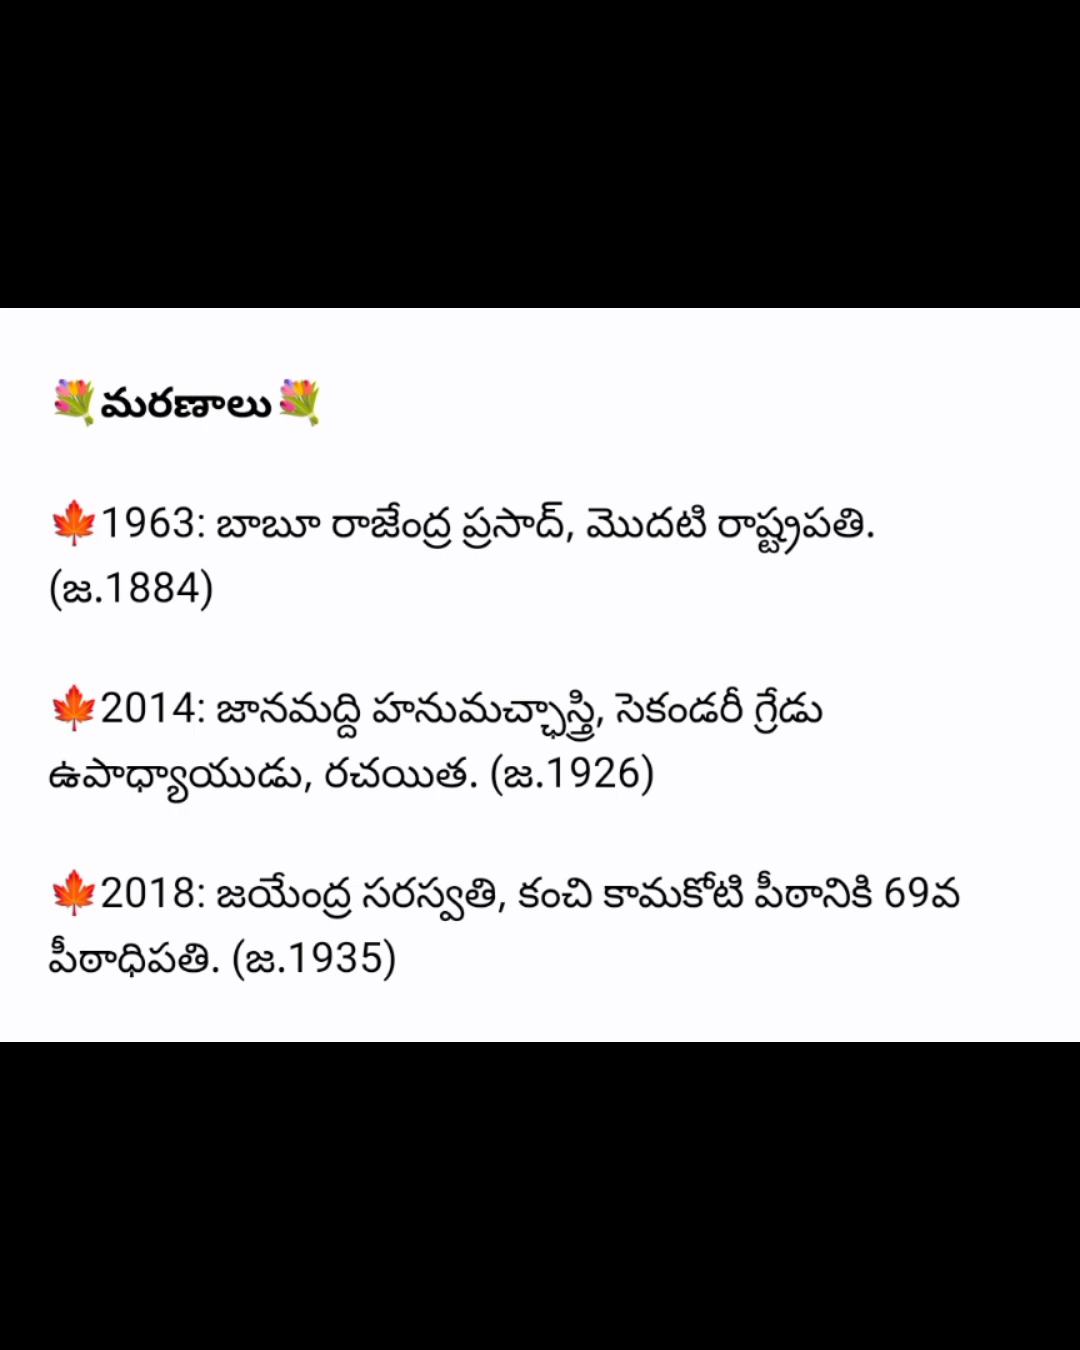 💐మరణాలు💐
🍁1963: బాబూ రాజేంద్ర ప్రసాద్, మొదటి రాష్ట్రపతి.
(జ.1884)
🍁2014: జానమద్ది హనుమచ్ఛాస్త్రి, సెకండరీ గ్రేడు
ఉపాధ్యాయుడు, రచయిత. (జ.1926)
🍁2018: జయేంద్ర సరస్వతి, కంచి కామకోటి పీఠానికి 69వ
పీఠాధిపతి. (జ.1935)